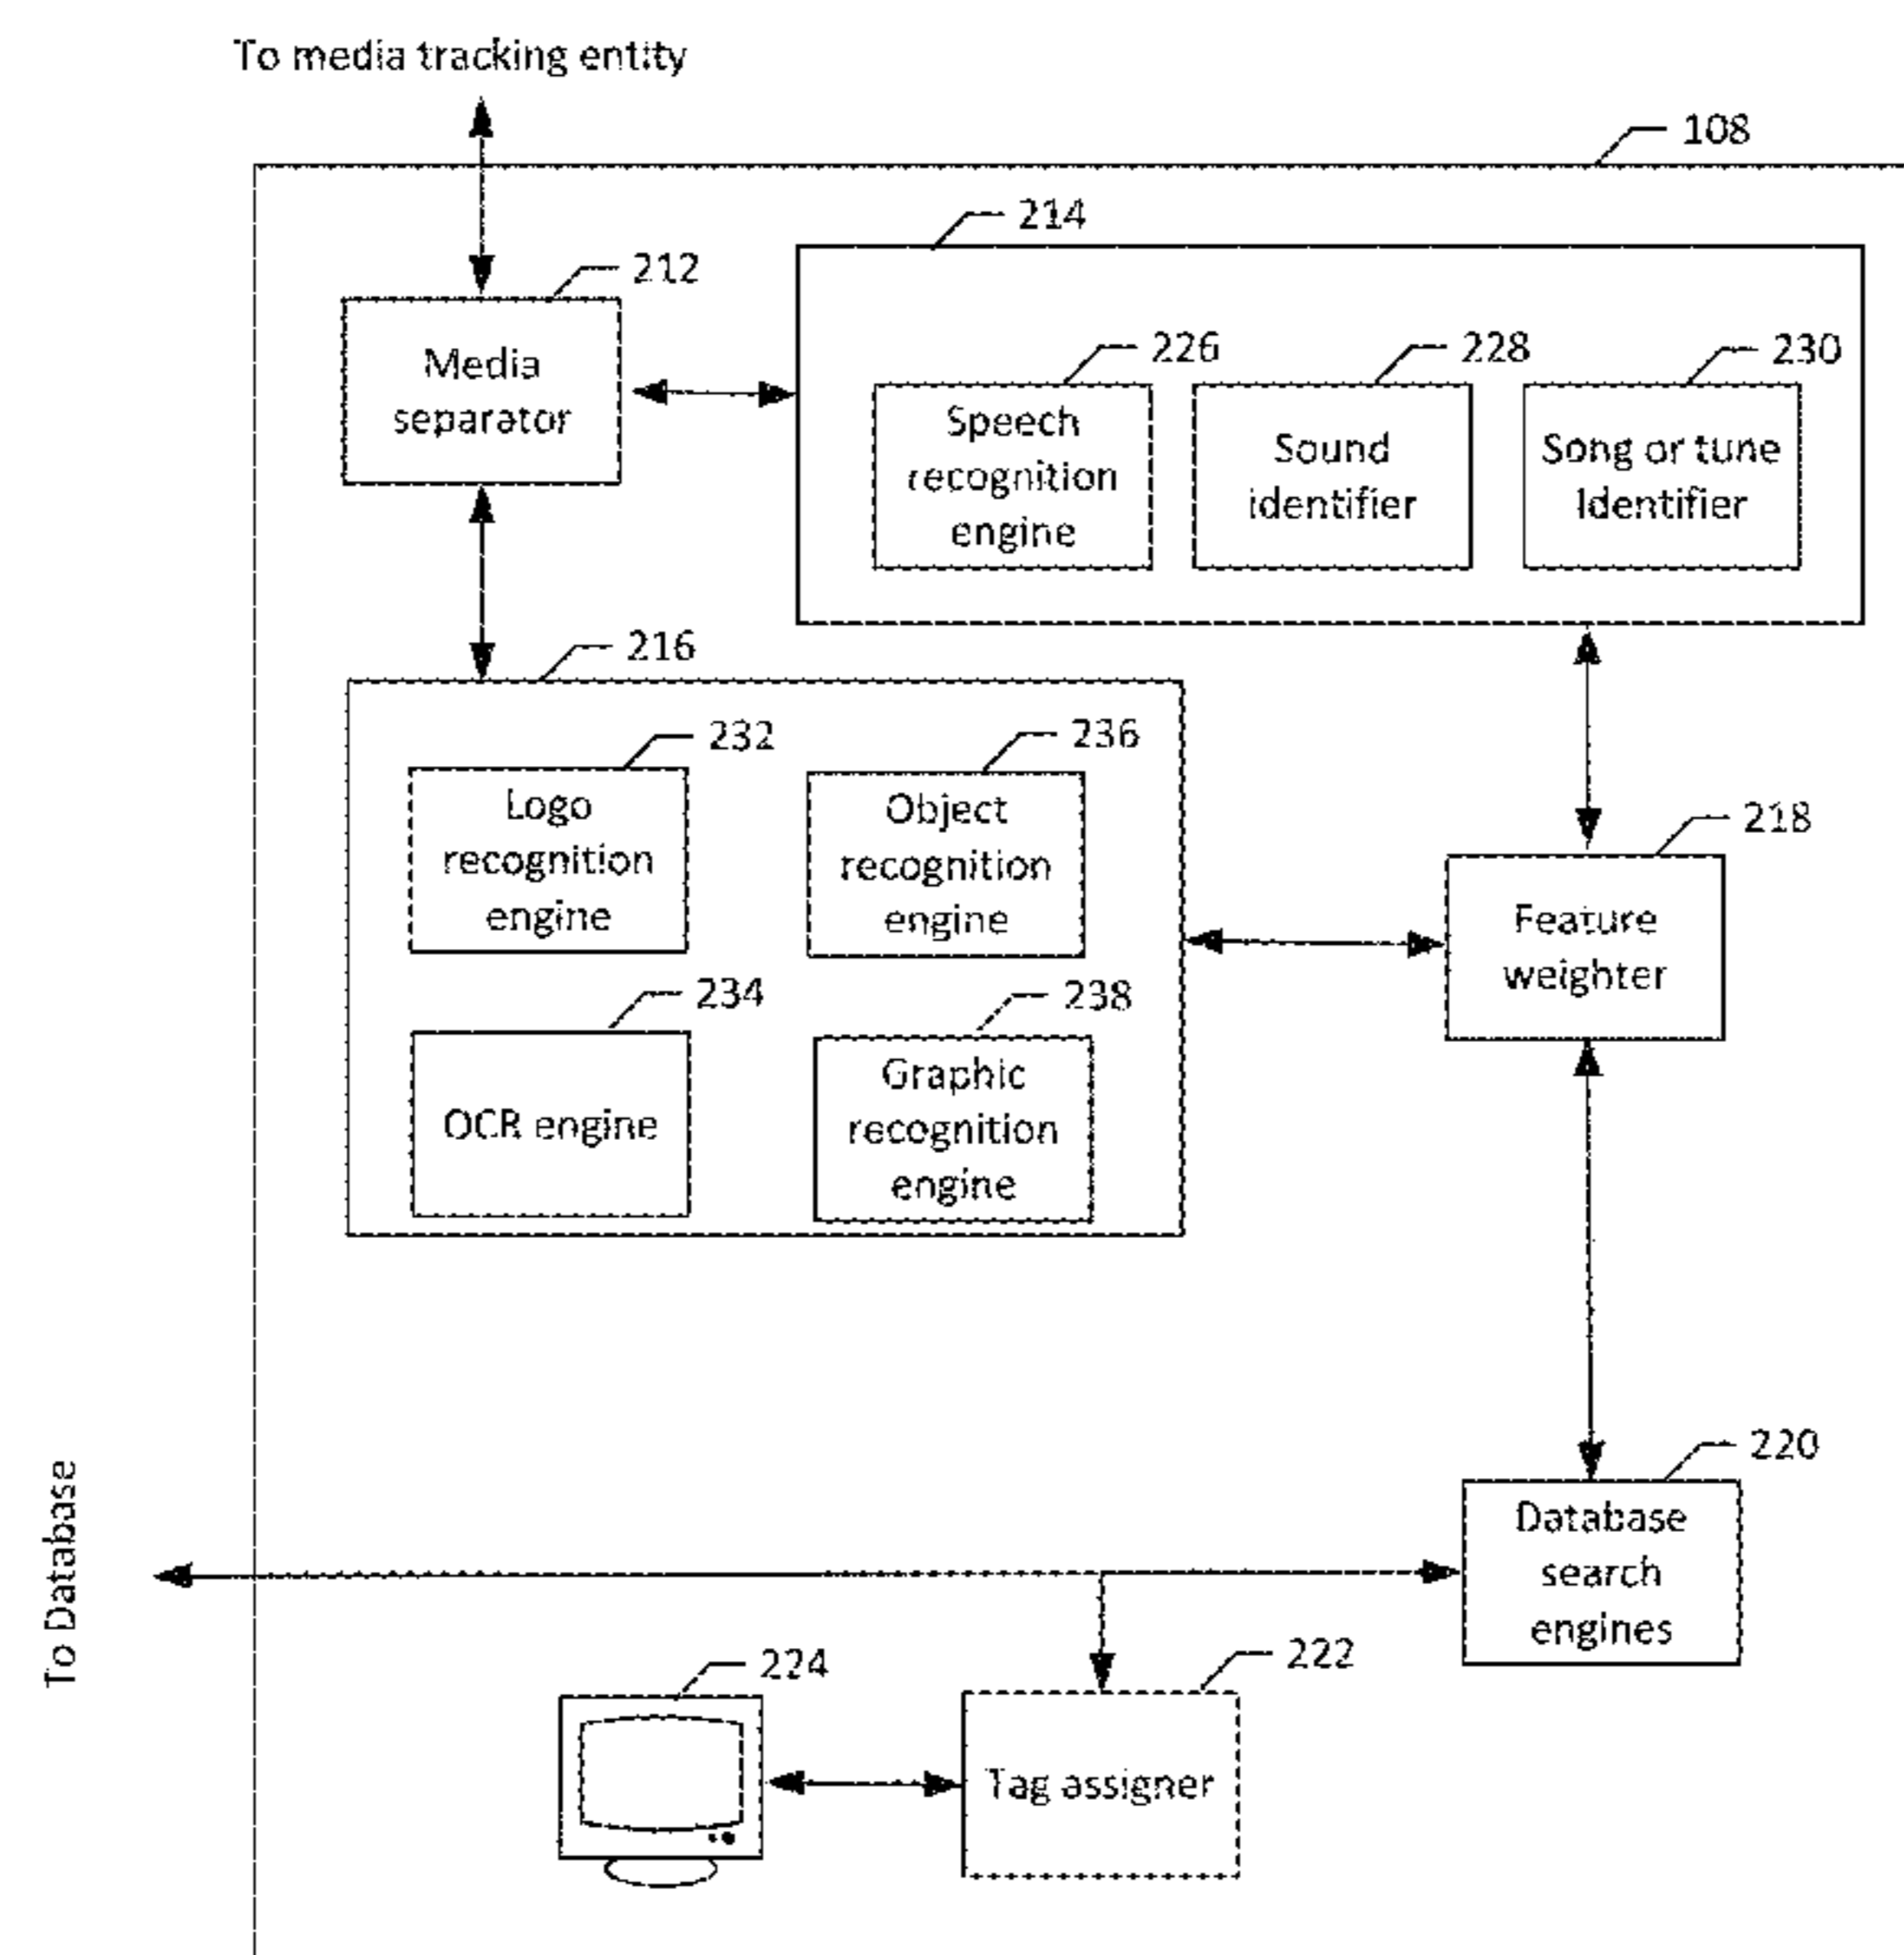 To media tracking entity
108
214
212
Media
separator
226
228
230
Speech
recognition
engine
Sound
identifier
Song or tune
Identifier
216
232
236
Logo
recognition
engine
Object
recognition
engine
218
Feature
weighter
234
238
OCR engine
Graphic
recognition
engine
220
Database
search
engines
To Database
224
222
Tag assigner